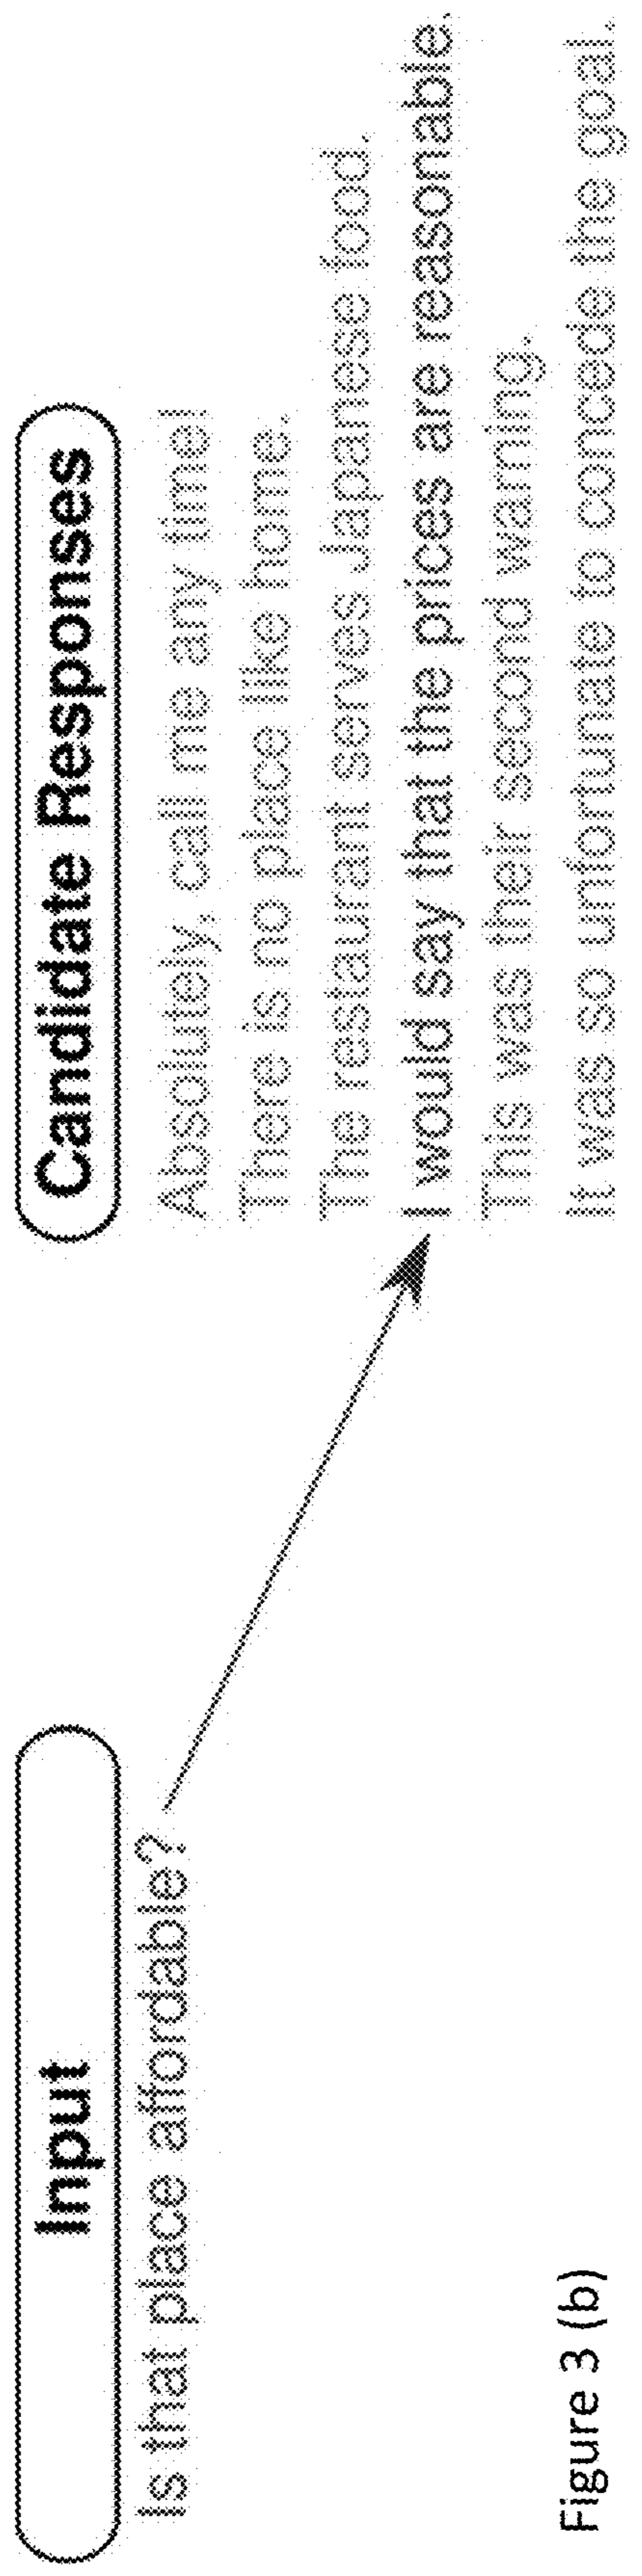 Input
Is that place affordable?
Candidate Responses
Absolutely, call me any time!
There is no place like home.
The restaurant serves Japanese food.
I would say that the prices are reasonable.
This was their second warning.
It was so unfortunate to concede the goal.
Figure 3 (b)